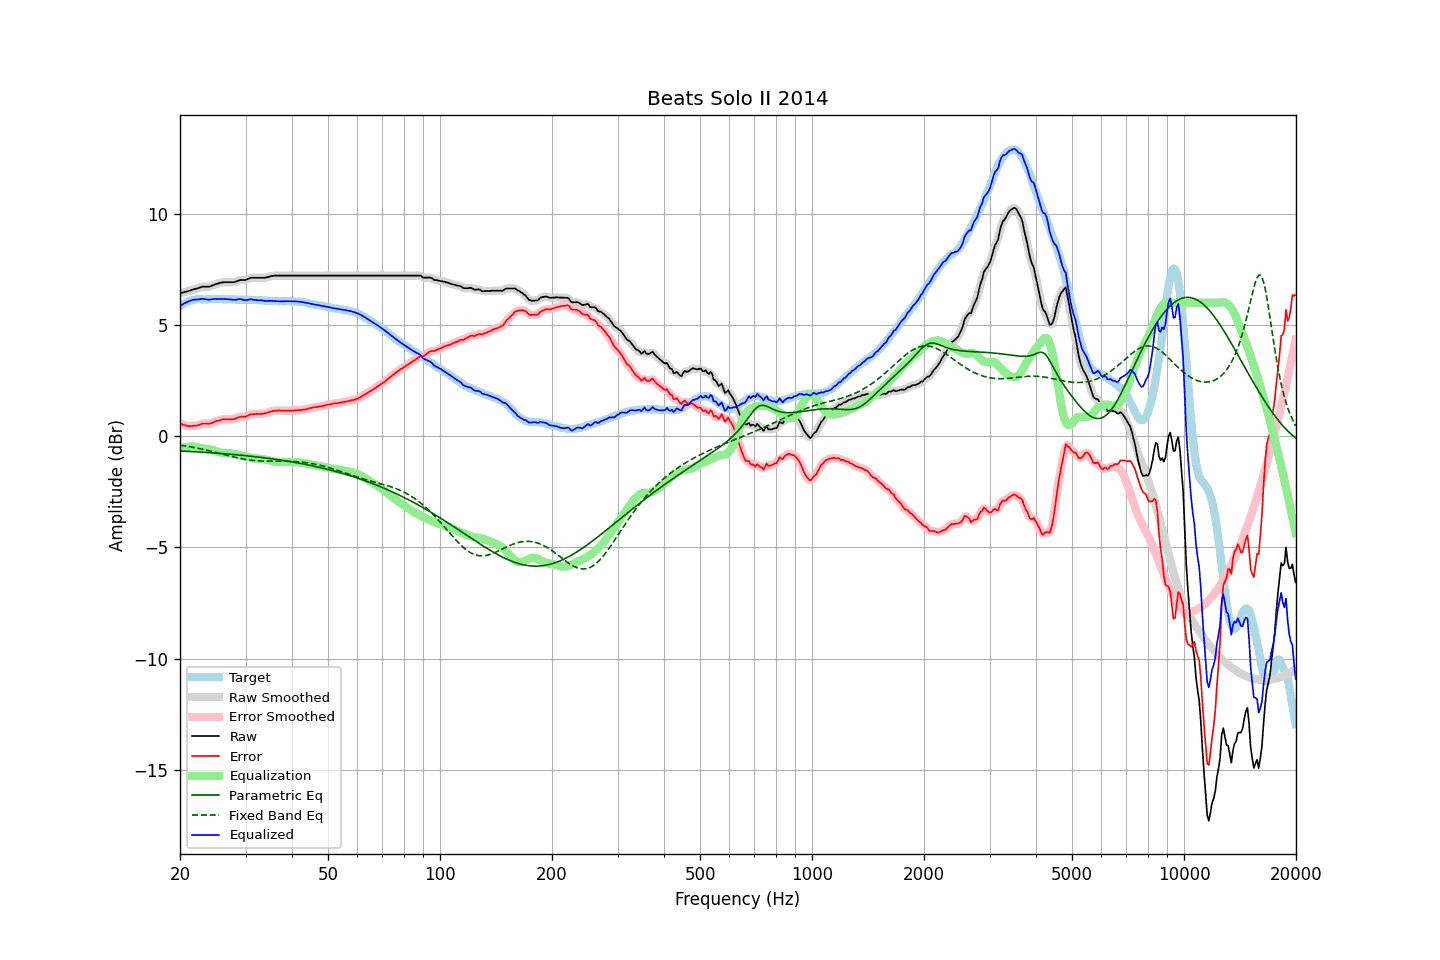 Beats Solo II 2014
Amplitude (dBr)
10
5
0
−5
−10
−15
Target
Raw Smoothed
Error Smoothed
Raw
Error
Equalization
Parametric Eq
Fixed Band Eq
Equalized
20 50 100 200 500 1000 2000 5000 10000 20000
Frequency (Hz)